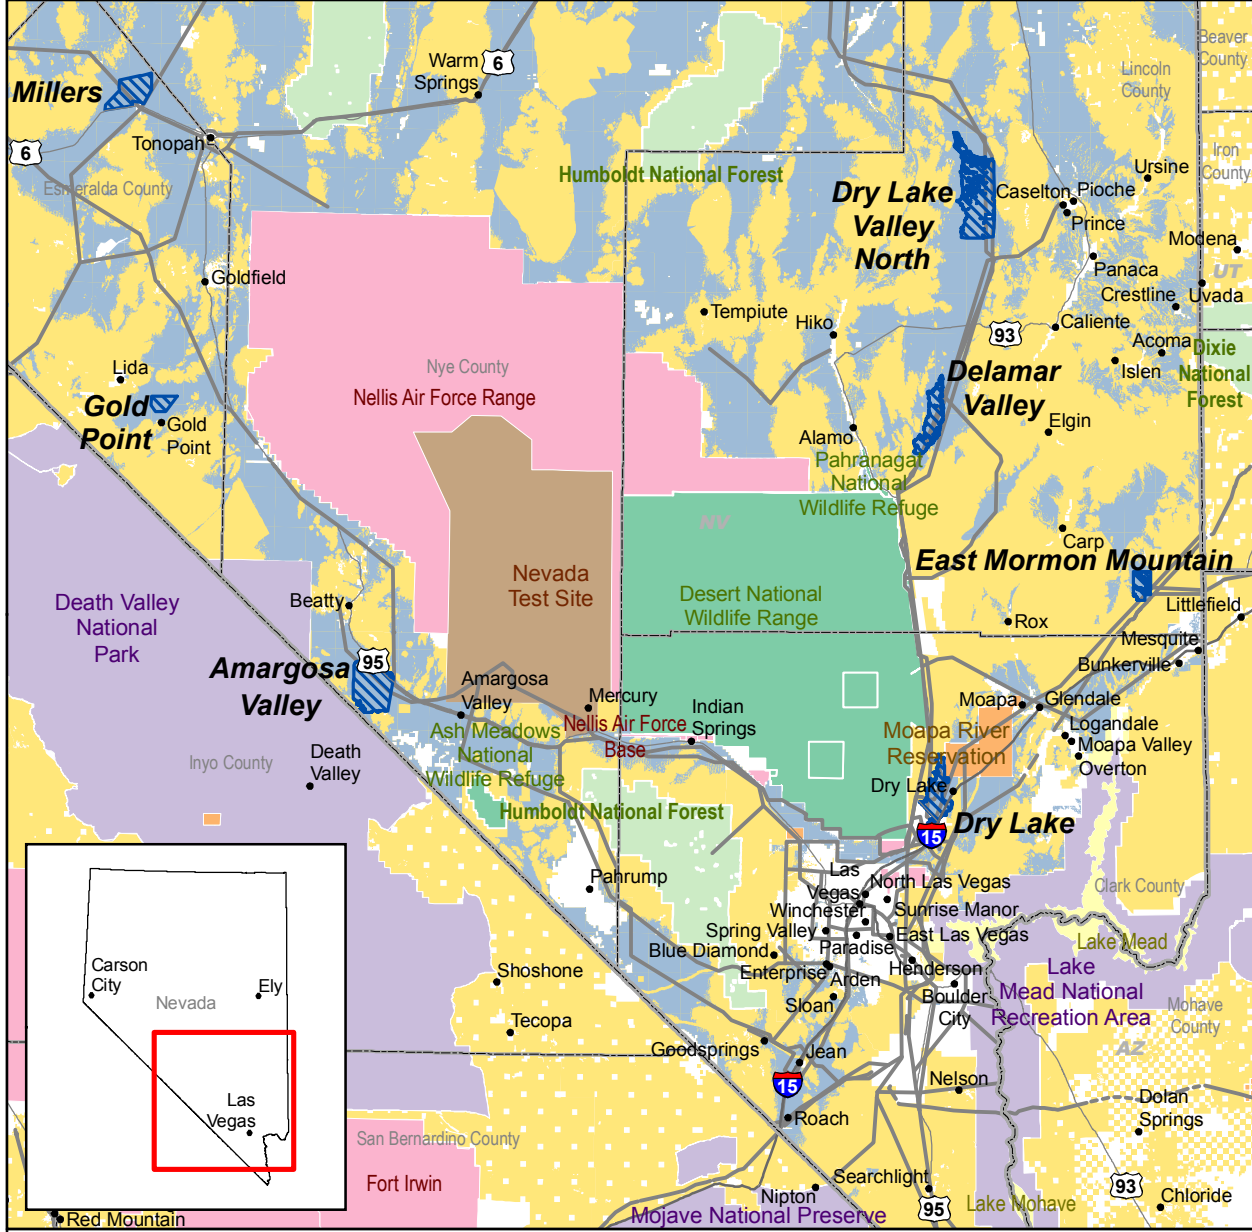 Millers
6
Tonopah
Esmeralda County
Goldfield
Warm
Springs
6
Humboldt National Forest
Dry Lake
Valley
North
Beaver
County
Lincoln
County
Iron
County
Ursine
Caselton
Pioche
Prince
Modena
Panaca
UT
Crestline
Uvada
Tempiute
Hiko
93
Caliente
Acoma
Islen
Dixie
National
Forest
Lida
Gold
Point
Gold
Point
Nye County
Nellis Air Force Range
Delamar
Valley
Elgin
Alamo
Pahranagat
National
Wildlife Refuge
NV
Carp
East Mormon Mountain
Nevada
Test Site
Desert National
Wildlife Range
Death Valley
National
Park
Beatty
Rox
Littlefield
Mesquite
Bunkerville
95
Amargosa
Valley
Amargosa
Valley
Mercury
Indian
Springs
Nellis Air Force
Base
Ash Meadows
National
Wildlife Refuge
Moapa
Glendale
Logandale
Moapa Valley
Overton
Moapa River
Reservation
Inyo County
Death
Valley
Dry Lake
Dry Lake
15
Humboldt National Forest
Pahrump
Las
Vegas
North Las Vegas
Winchester
Sunrise Manor
Spring Valley
Paradise
East Las Vegas
Blue Diamond
Enterprise
Arden
Henderson
Sloan
Boulder
City
Clark County
Lake Mead
Lake
Mead National
Recreation Area
Mohave
County
AZ
Shoshone
Tecopa
Goodsprings
Jean
15
Roach
Nelson
Dolan
Springs
Carson
City
Nevada
Ely
Las
Vegas
San Bernardino County
Fort Irwin
Searchlight
Nipton
95
Lake Mohave
93
Chloride
Red Mountain
Mojave National Preserve